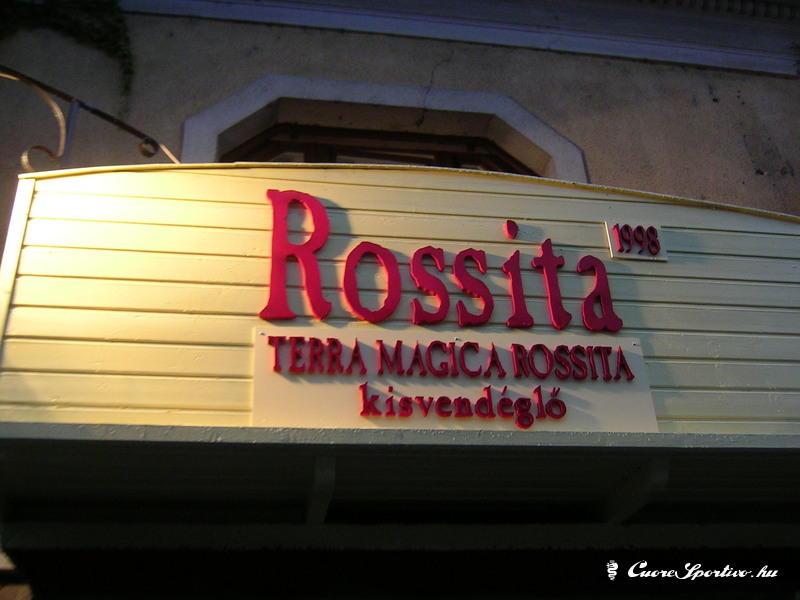 Rossita
1998
TERRA MAGICA ROSSITA
kisvendéglő
CuoreSportivo.hu